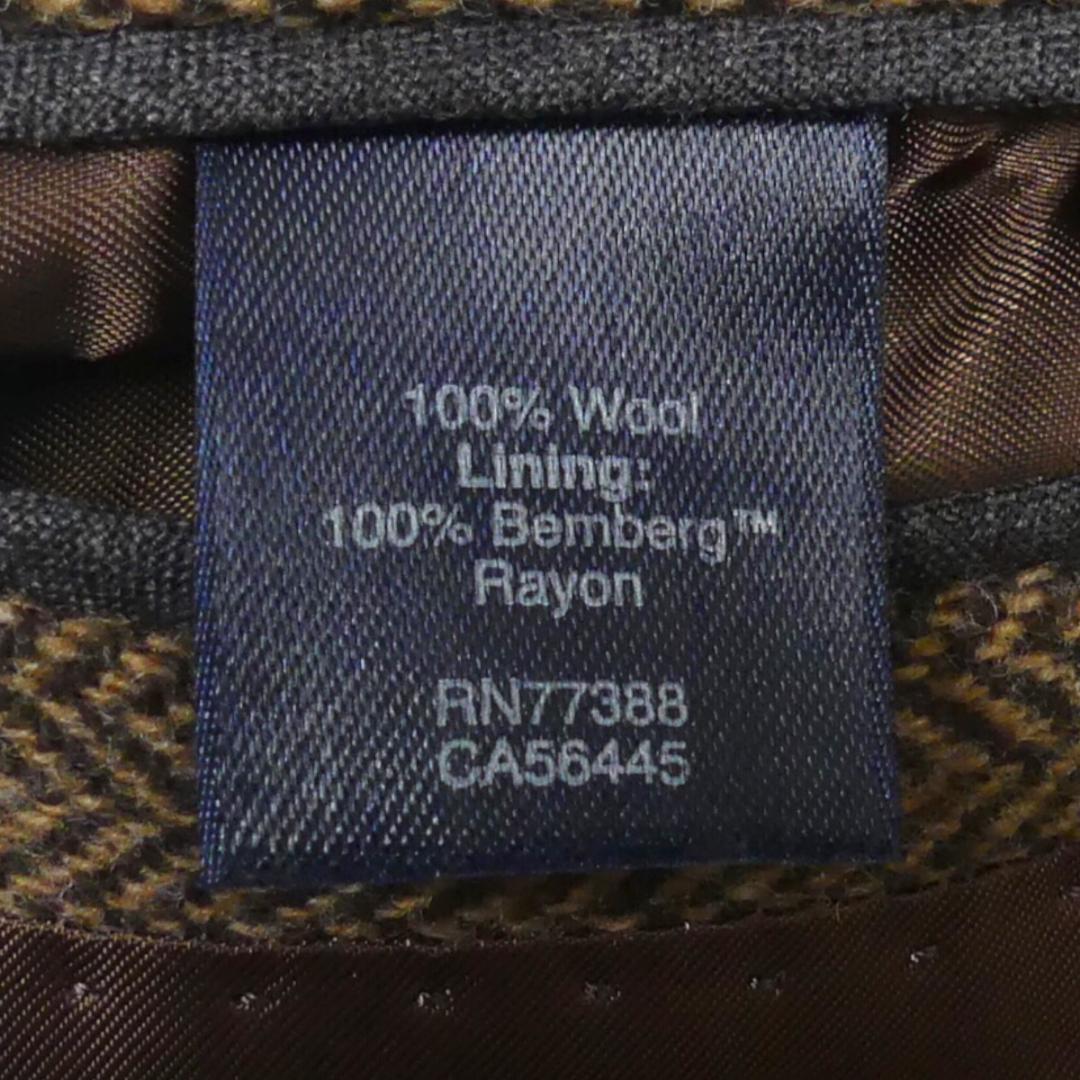 100% Wool
Lining:
100% Bemberg™
Rayon
RN77388
CA56445